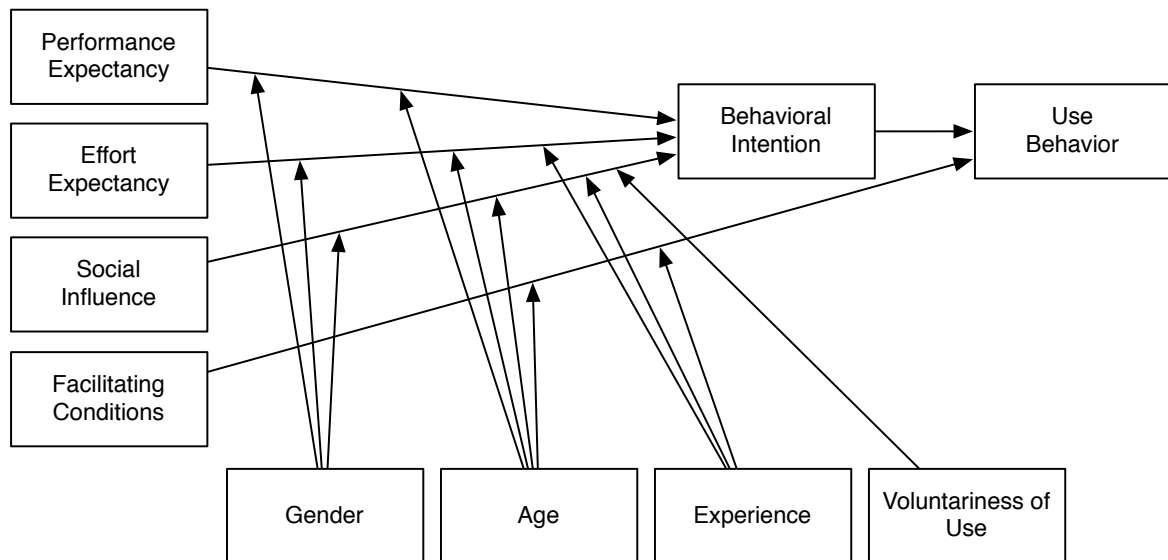 Performance
Expectancy
Effort
Expectancy
Social
Influence
Facilitating
Conditions
Behavioral
Intention
Use
Behavior
Gender
Age
Experience
Voluntariness of
Use